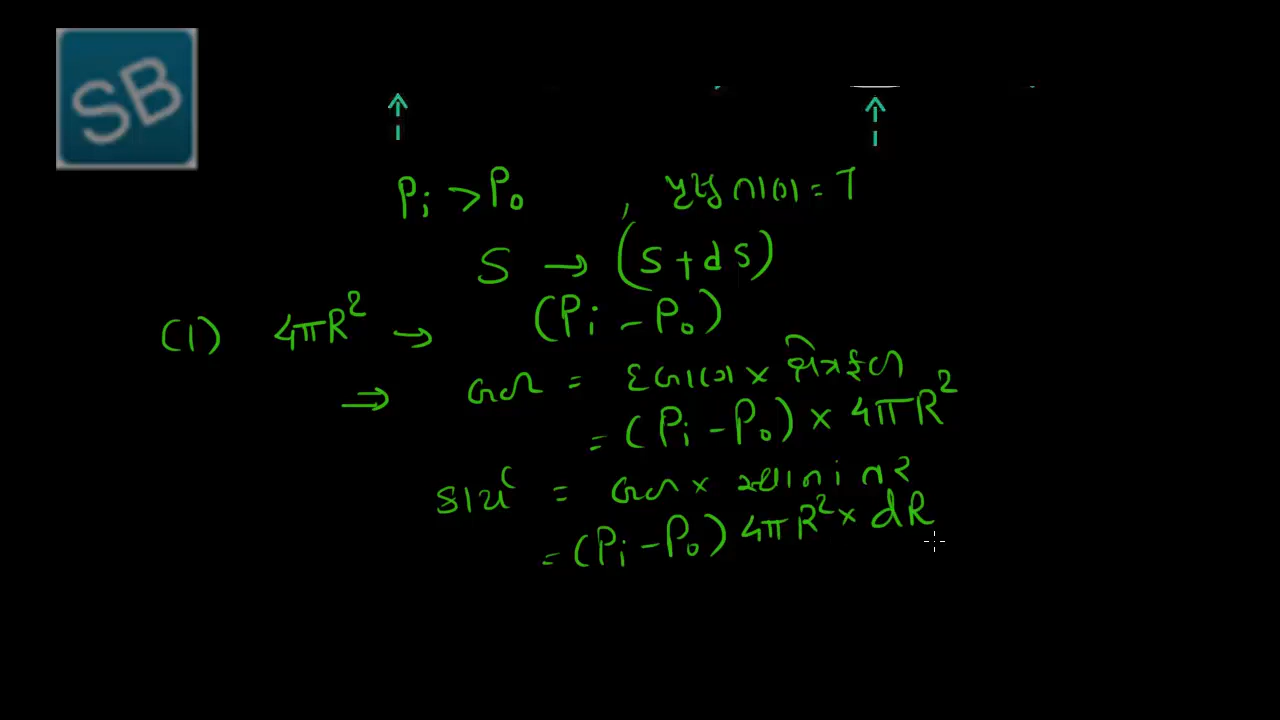 SB
Pi > Po , પૃષ્ઠતાણ = T
S → (S + dS)
(1) 4πR² → (Pi - Po)
⇒ બળ = દબાણ × ક્ષેત્રફળ
= (Pi - Po) × 4πR²
કાર્ય = બળ × સ્થાનાંતર
= (Pi - Po) 4πR² × dR